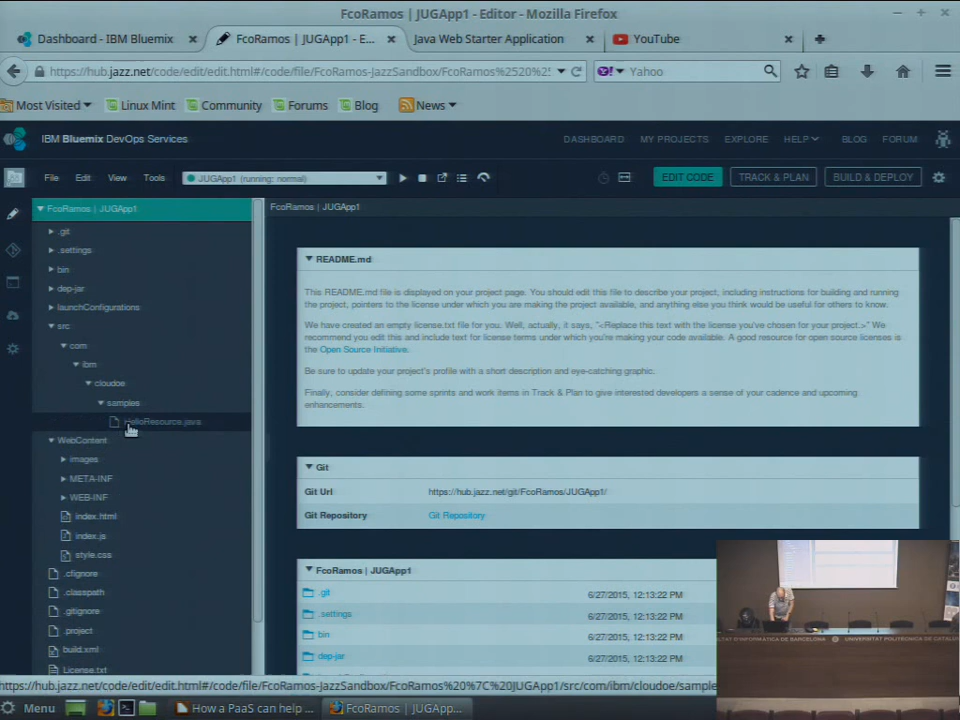 FcoRamos | JUGApp1 - Editor - Mozilla Firefox
Dashboard - IBM Bluemix
FcoRamos | JUGApp1 - E...
Java Web Starter Application
YouTube
https://hub.jazz.net/code/edit/edit.html#/code/file/FcoRamos-JazzSandbox/FcoRamos%2520%2!
Yahoo
Most Visited
Linux Mint
Community
Forums
Blog
News
IBM Bluemix DevOps Services
DASHBOARD
MY PROJECTS
EXPLORE
HELP
BLOG
FORUM
File
Edit
View
Tools
JUGApp1 (running: normal)
EDIT CODE
TRACK & PLAN
BUILD & DEPLOY
FcoRamos | JUGApp1
.git
.settings
bin
dep-jar
launchConfigurations
src
com
ibm
cloudoe
samples
HelloResource.java
WebContent
images
META-INF
WEB-INF
index.html
index.js
style.css
.cfignore
.classpath
.gitignore
.project
build.xml
License.txt
FcoRamos | JUGApp1
README.md
This README.md file is displayed on your project page. You should edit this file to describe your project, including instructions for building and running
the project, pointers to the license under which you are making the project available, and anything else you think would be useful for others to know.
We have created an empty license.txt file for you. Well, actually, it says, "<Replace this text with the license you've chosen for your project.>" We
recommend you edit this and include text for license terms under which you're making your code available. A good resource for open source licenses is
the Open Source Initiative.
Be sure to update your project's profile with a short description and eye-catching graphic.
Finally, consider defining some sprints and work items in Track & Plan to give interested developers a sense of your cadence and upcoming
enhancements.
Git
Git Url https://hub.jazz.net/git/FcoRamos/JUGApp1/
Git Repository Git Repository
FcoRamos | JUGApp1
.git 6/27/2015, 12:13:22 PM
.settings 6/27/2015, 12:13:22 PM
bin 6/27/2015, 12:13:22 PM
dep-jar 6/27/2015, 12:13:22 PM
https://hub.jazz.net/code/edit/edit.html#/code/file/FcoRamos-JazzSandbox/FcoRamos%20%7C%20JUGApp1/src/com/ibm/cloudoe/sample
FACULTAT D'INFORMÀTICA DE BARCELONA
UNIVERSITAT POLITÈCNICA DE CATAL
Menu
How a PaaS can help ...
FcoRamos | JUGApp...